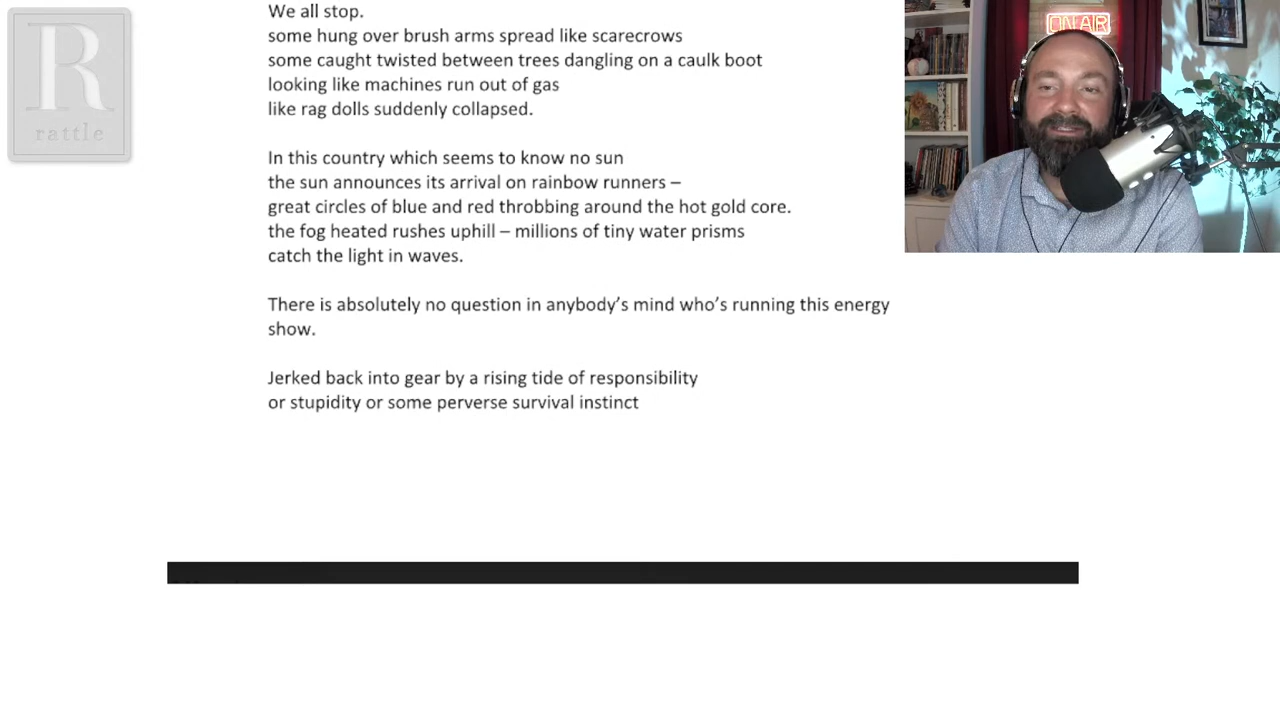 We all stop.
some hung over brush arms spread like scarecrows
some caught twisted between trees dangling on a caulk boot
looking like machines run out of gas
like rag dolls suddenly collapsed.
In this country which seems to know no sun
the sun announces its arrival on rainbow runners –
great circles of blue and red throbbing around the hot gold core.
the fog heated rushes uphill – millions of tiny water prisms
catch the light in waves.
There is absolutely no question in anybody’s mind who’s running this energy
show.
Jerked back into gear by a rising tide of responsibility
or stupidity or some perverse survival instinct
R
rattle
ON AIR